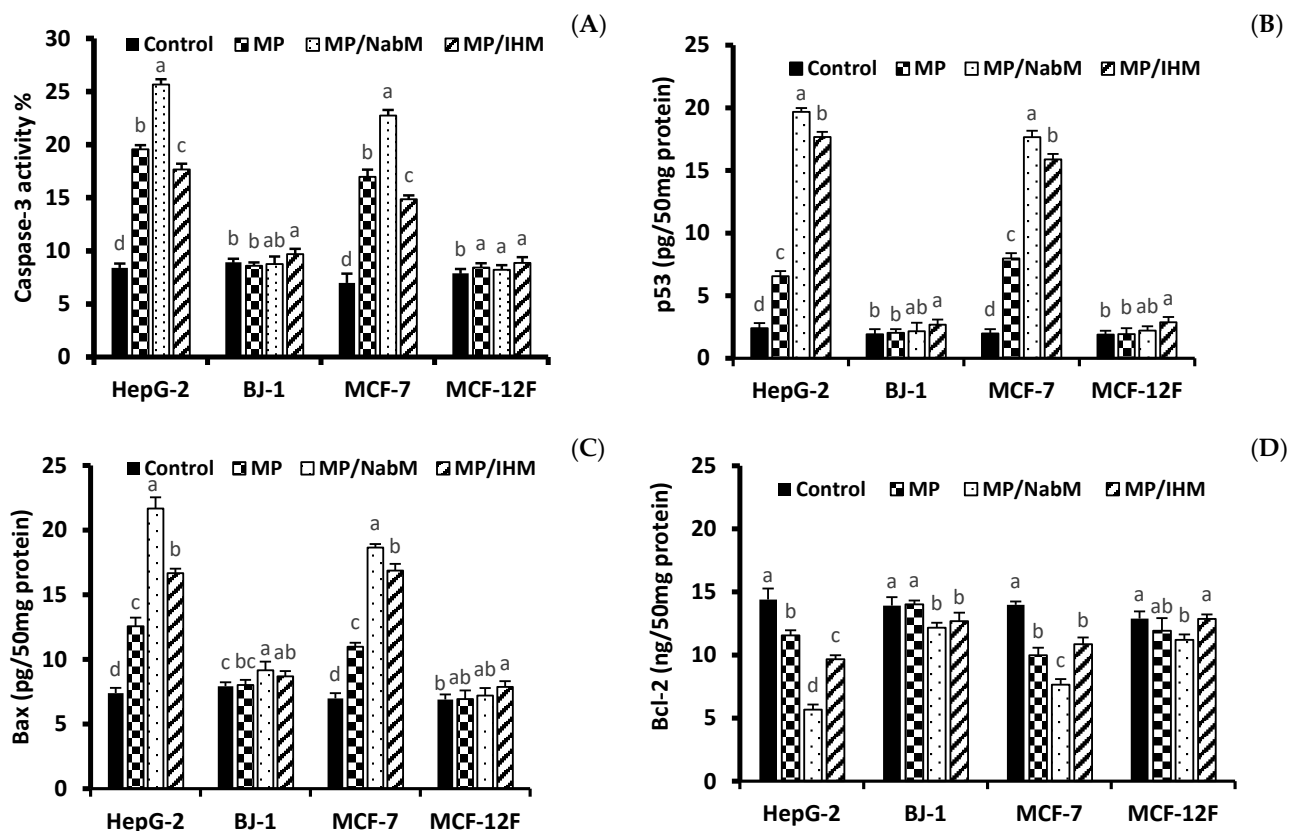 (A)
Control MP MP/NabM MP/IHM
Caspase-3 activity %
30
25
20
15
10
5
0
d b a c
b b ab a
d b a c
b a a a
HepG-2 BJ-1 MCF-7 MCF-12F
(B)
Control MP MP/NabM MP/IHM
p53 (pg/50mg protein)
25
20
15
10
5
0
d c a b
b b ab a
d c a b
b b ab a
HepG-2 BJ-1 MCF-7 MCF-12F
(C)
Control MP MP/NabM MP/IHM
Bax (pg/50mg protein)
25
20
15
10
5
0
d c a b
c bc a ab
d c a b
b ab ab a
HepG-2 BJ-1 MCF-7 MCF-12F
(D)
Control MP MP/NabM MP/IHM
Bcl-2 (ng/50mg protein)
25
20
15
10
5
0
a b d c
a a b b
a b c b
a ab b a
HepG-2 BJ-1 MCF-7 MCF-12F